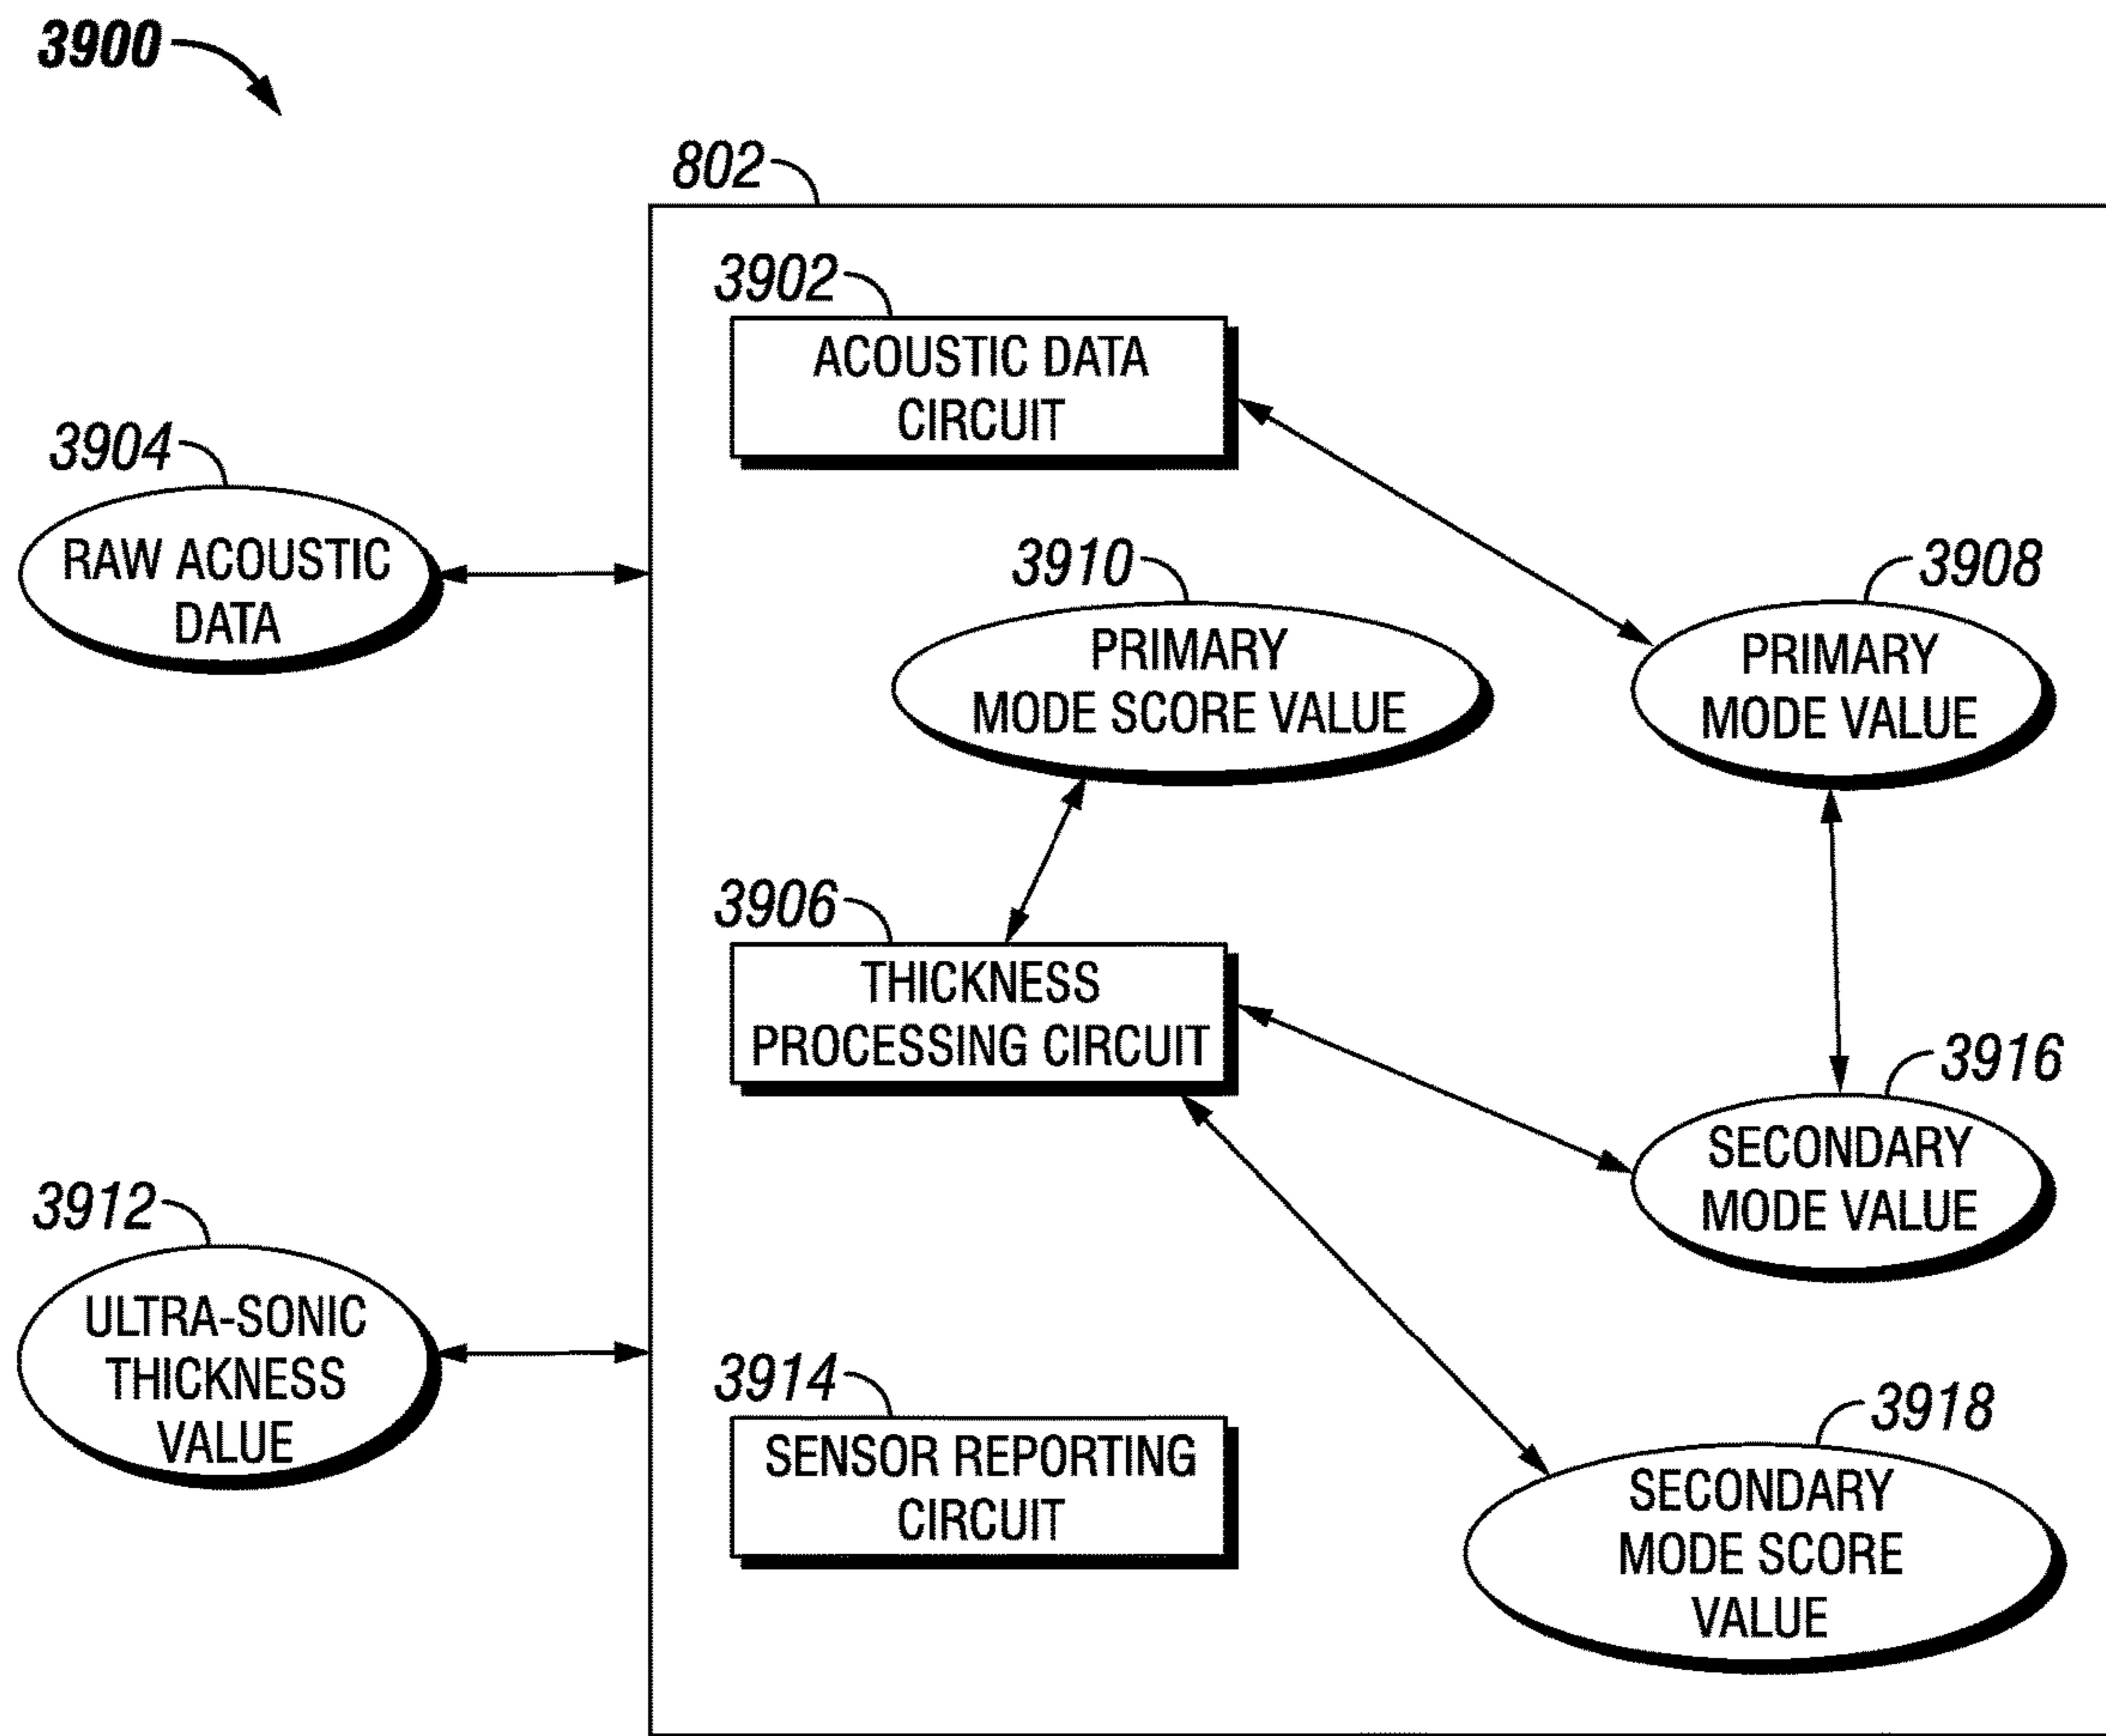 3900
802
3902
ACOUSTIC DATA
CIRCUIT
3904
RAW ACOUSTIC
DATA
3910
PRIMARY
MODE SCORE VALUE
3908
PRIMARY
MODE VALUE
3906
THICKNESS
PROCESSING CIRCUIT
3916
SECONDARY
MODE VALUE
3912
ULTRA-SONIC
THICKNESS
VALUE
3914
SENSOR REPORTING
CIRCUIT
3918
SECONDARY
MODE SCORE
VALUE